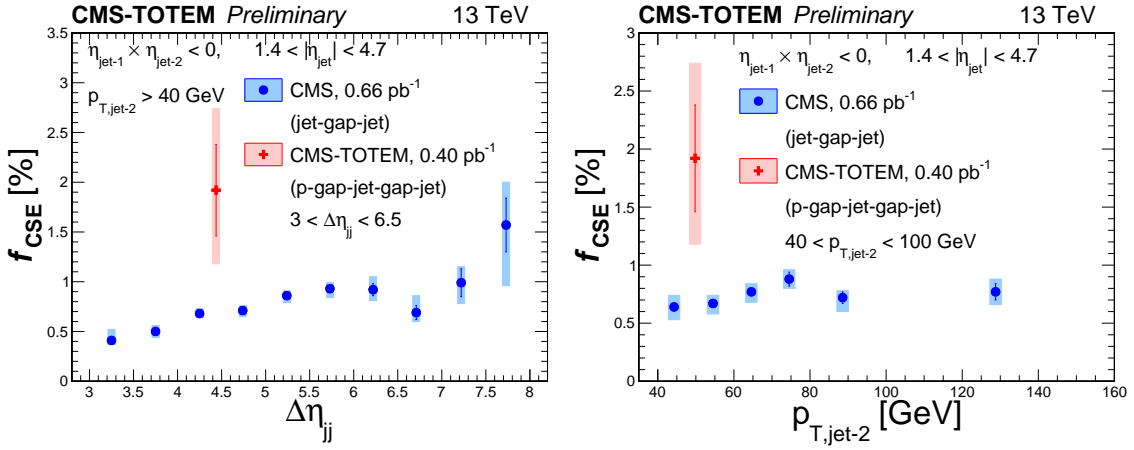 CMS-TOTEM Preliminary 13 TeV
η_jet-1 × η_jet-2 < 0, 1.4 < |η_jet| < 4.7
p_T,jet-2 > 40 GeV
CMS, 0.66 pb⁻¹
(jet-gap-jet)
CMS-TOTEM, 0.40 pb⁻¹
(p-gap-jet-gap-jet)
3 < Δη_jj < 6.5
f_CSE [%]
3.5
3
2.5
2
1.5
1
0.5
0
3 3.5 4 4.5 5 5.5 6 6.5 7 7.5 8
Δη_jj
CMS-TOTEM Preliminary 13 TeV
η_jet-1 × η_jet-2 < 0, 1.4 < |η_jet| < 4.7
CMS, 0.66 pb⁻¹
(jet-gap-jet)
CMS-TOTEM, 0.40 pb⁻¹
(p-gap-jet-gap-jet)
40 < p_T,jet-2 < 100 GeV
f_CSE [%]
3
2.5
2
1.5
1
0.5
0
40 60 80 100 120 140 160
p_T,jet-2 [GeV]